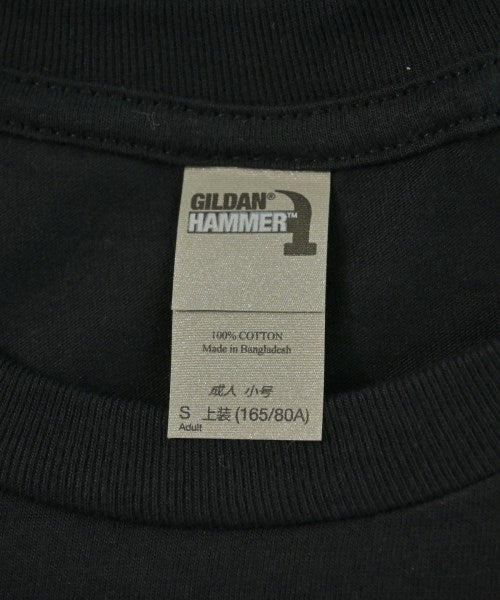 GILDAN®
HAMMER™
100% COTTON
Made in Bangladesh
成人 小号
S 上装 (165/80A)
Adult